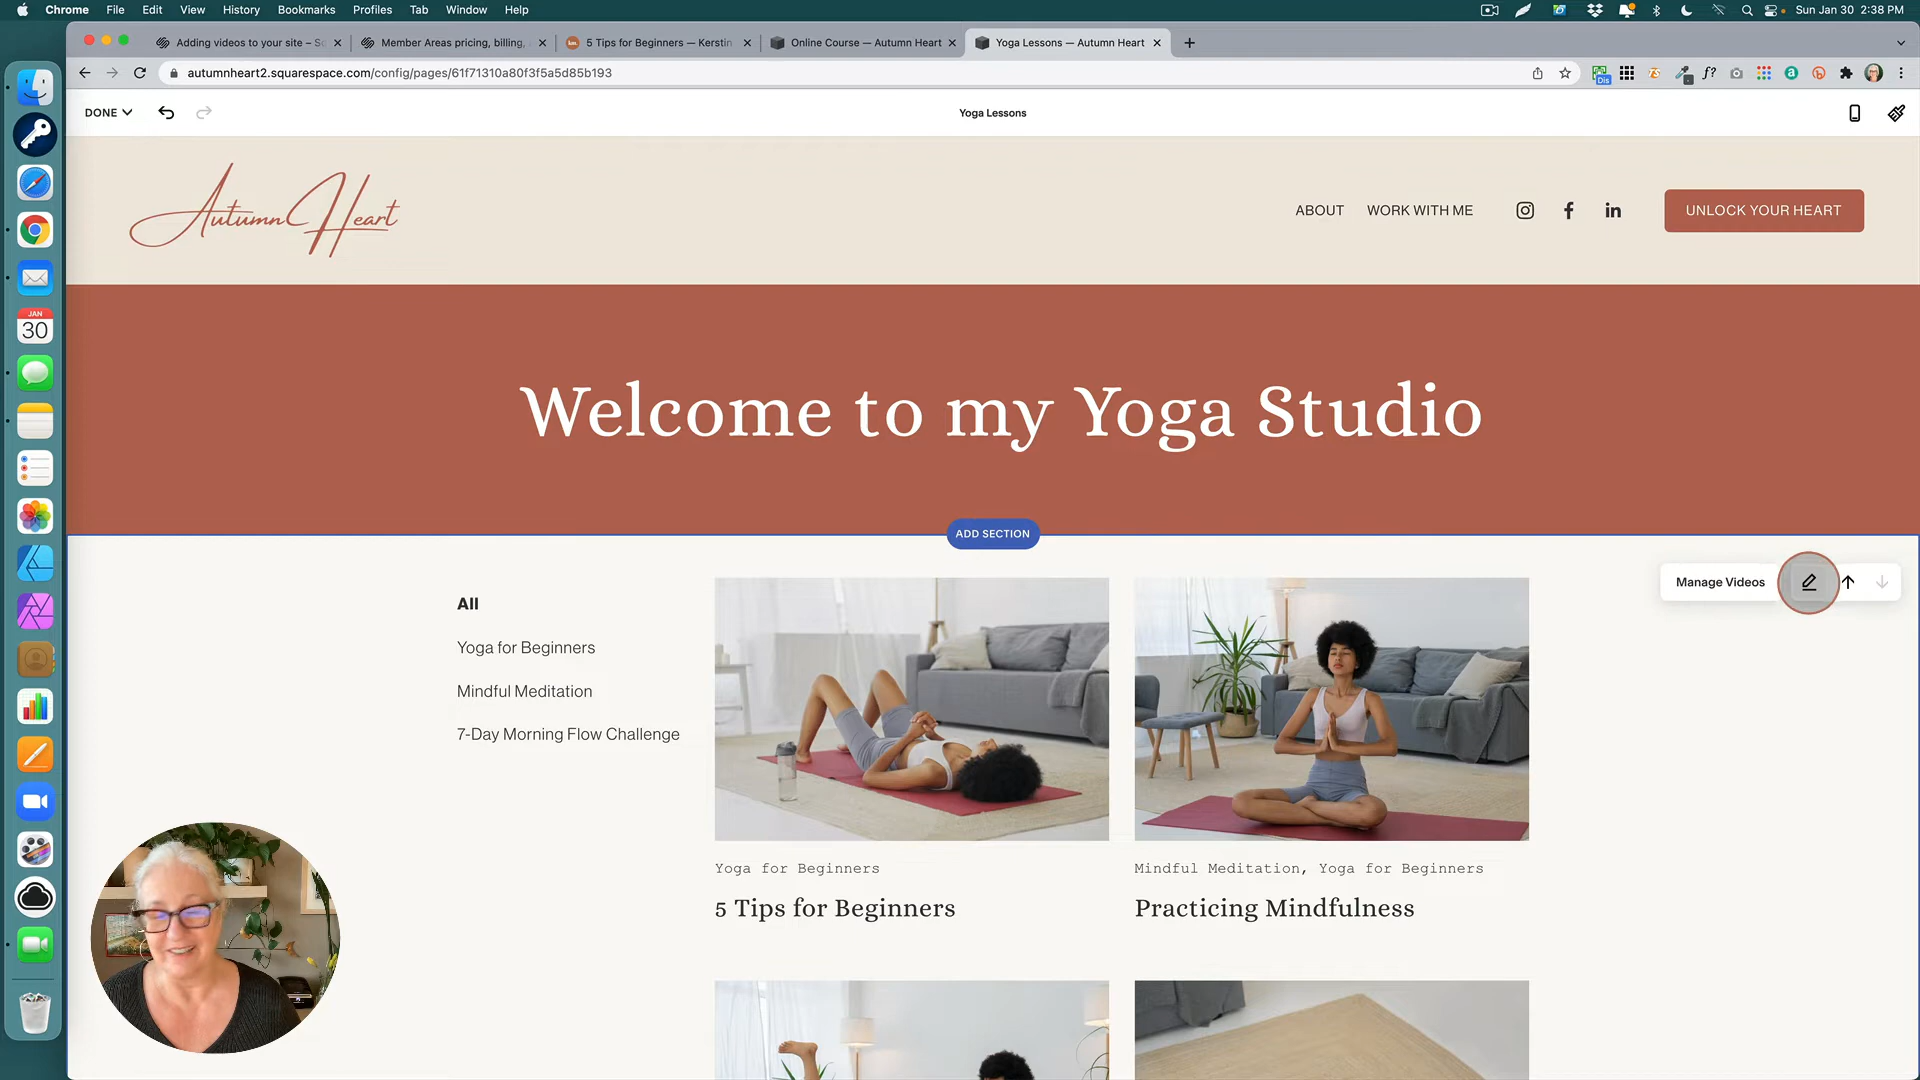 Chrome File Edit View History Bookmarks Profiles Tab Window Help
Sun Jan 30 2:38 PM
Adding videos to your site – Sq
Member Areas pricing, billing,
5 Tips for Beginners — Kerstin
Online Course — Autumn Heart
Yoga Lessons — Autumn Heart
autumnheart2.squarespace.com/config/pages/61f71310a80f3f5a5d85b193
Dis
f?
DONE
Yoga Lessons
Autumn Heart
ABOUT
WORK WITH ME
UNLOCK YOUR HEART
Welcome to my Yoga Studio
ADD SECTION
Manage Videos
All
Yoga for Beginners
Mindful Meditation
7-Day Morning Flow Challenge
Yoga for Beginners
5 Tips for Beginners
Mindful Meditation, Yoga for Beginners
Practicing Mindfulness
JAN
30